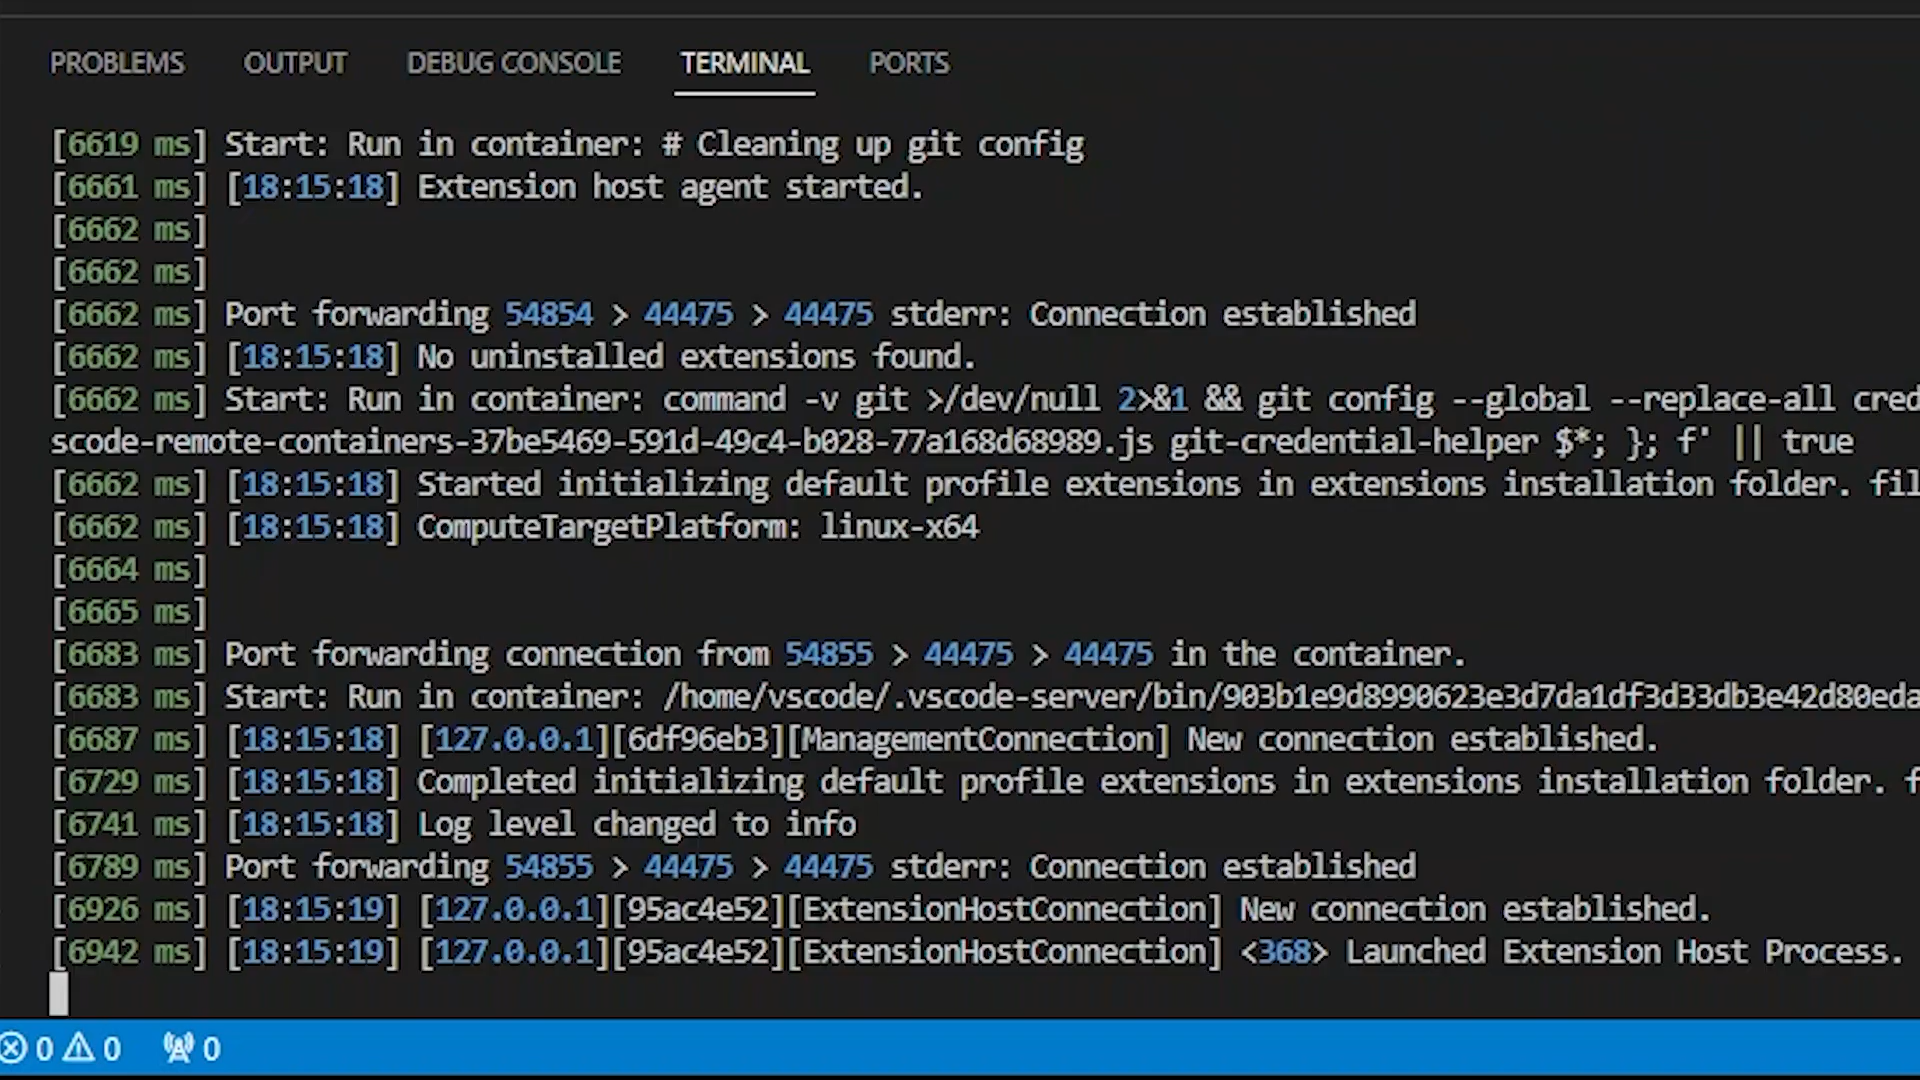 PROBLEMS OUTPUT DEBUG CONSOLE TERMINAL PORTS
[6619 ms] Start: Run in container: # Cleaning up git config
[6661 ms] [18:15:18] Extension host agent started.
[6662 ms]
[6662 ms]
[6662 ms] Port forwarding 54854 > 44475 > 44475 stderr: Connection established
[6662 ms] [18:15:18] No uninstalled extensions found.
[6662 ms] Start: Run in container: command -v git >/dev/null 2>&1 && git config --global --replace-all cred
scode-remote-containers-37be5469-591d-49c4-b028-77a168d68989.js git-credential-helper $*; }; f' || true
[6662 ms] [18:15:18] Started initializing default profile extensions in extensions installation folder. fil
[6662 ms] [18:15:18] ComputeTargetPlatform: linux-x64
[6664 ms]
[6665 ms]
[6683 ms] Port forwarding connection from 54855 > 44475 > 44475 in the container.
[6683 ms] Start: Run in container: /home/vscode/.vscode-server/bin/903b1e9d8990623e3d7da1df3d33db3e42d80eda
[6687 ms] [18:15:18] [127.0.0.1][6df96eb3][ManagementConnection] New connection established.
[6729 ms] [18:15:18] Completed initializing default profile extensions in extensions installation folder. f
[6741 ms] [18:15:18] Log level changed to info
[6789 ms] Port forwarding 54855 > 44475 > 44475 stderr: Connection established
[6926 ms] [18:15:19] [127.0.0.1][95ac4e52][ExtensionHostConnection] New connection established.
[6942 ms] [18:15:19] [127.0.0.1][95ac4e52][ExtensionHostConnection] <368> Launched Extension Host Process.
0 0 0